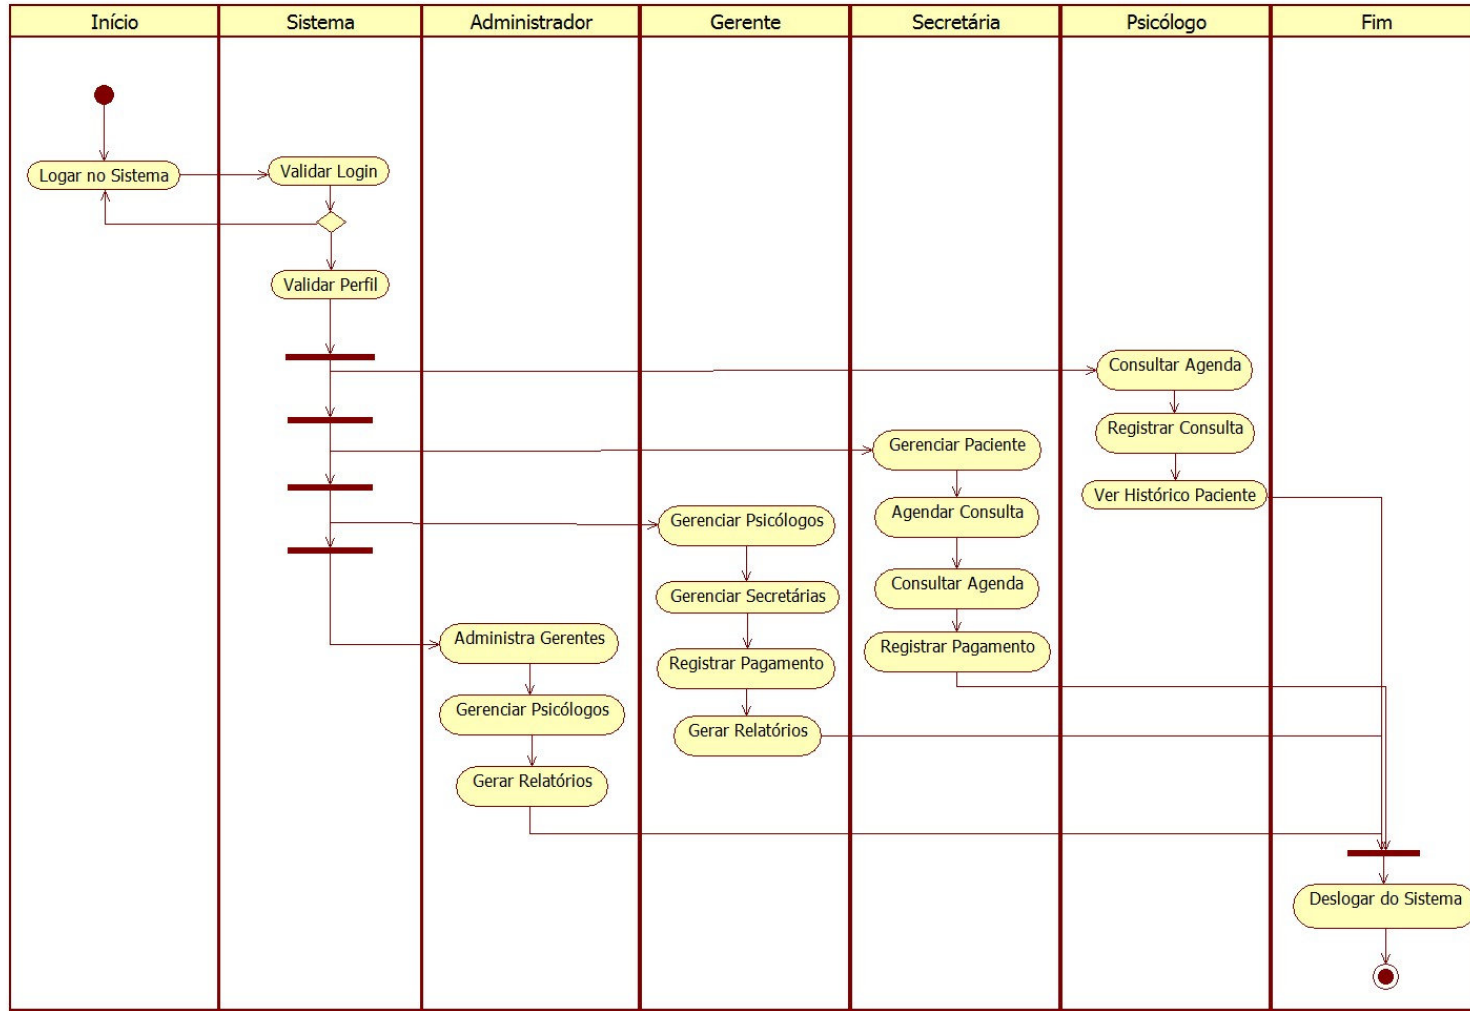 Início
Sistema
Administrador
Gerente
Secretária
Psicólogo
Fim
Logar no Sistema
Validar Login
Validar Perfil
Administra Gerentes
Gerenciar Psicólogos
Gerar Relatórios
Gerenciar Psicólogos
Gerenciar Secretárias
Registrar Pagamento
Gerar Relatórios
Gerenciar Paciente
Agendar Consulta
Consultar Agenda
Registrar Pagamento
Consultar Agenda
Registrar Consulta
Ver Histórico Paciente
Deslogar do Sistema